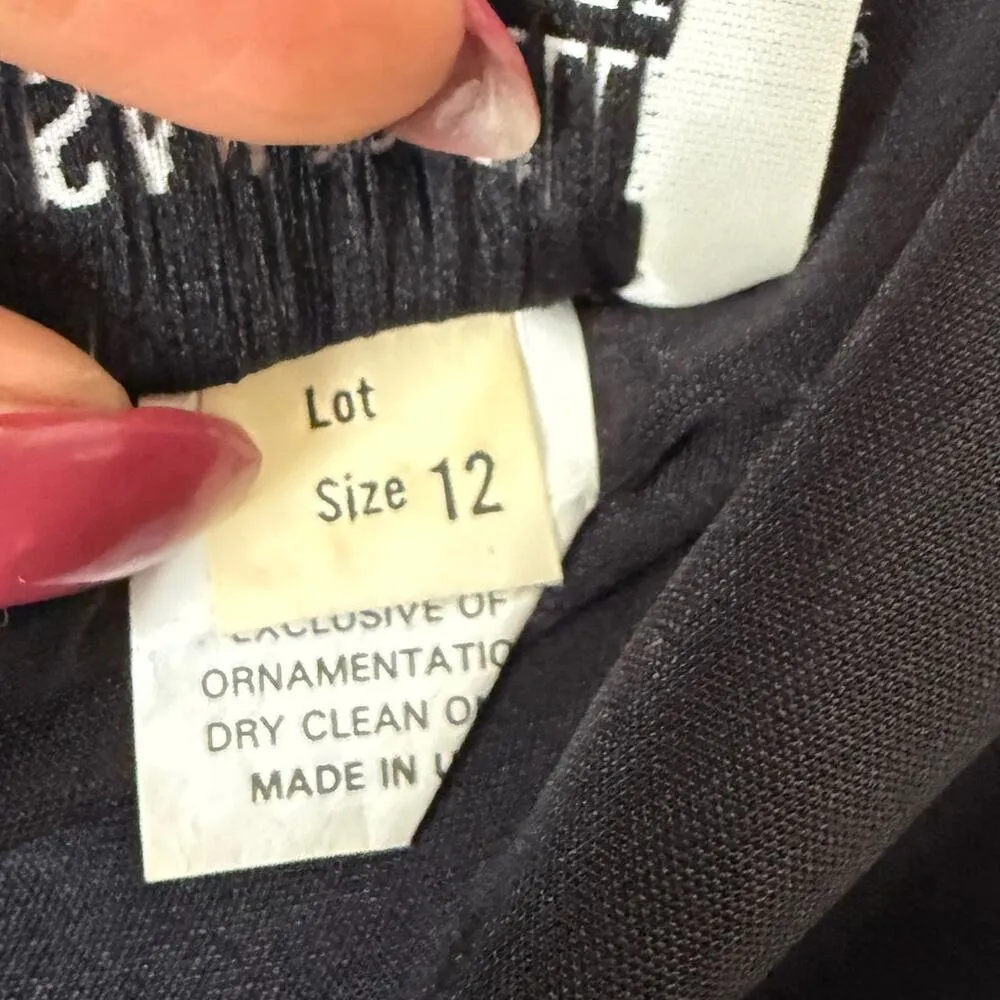 Lot
Size 12
EXCLUSIVE OF
ORNAMENTATIO
DRY CLEAN O
MADE IN U